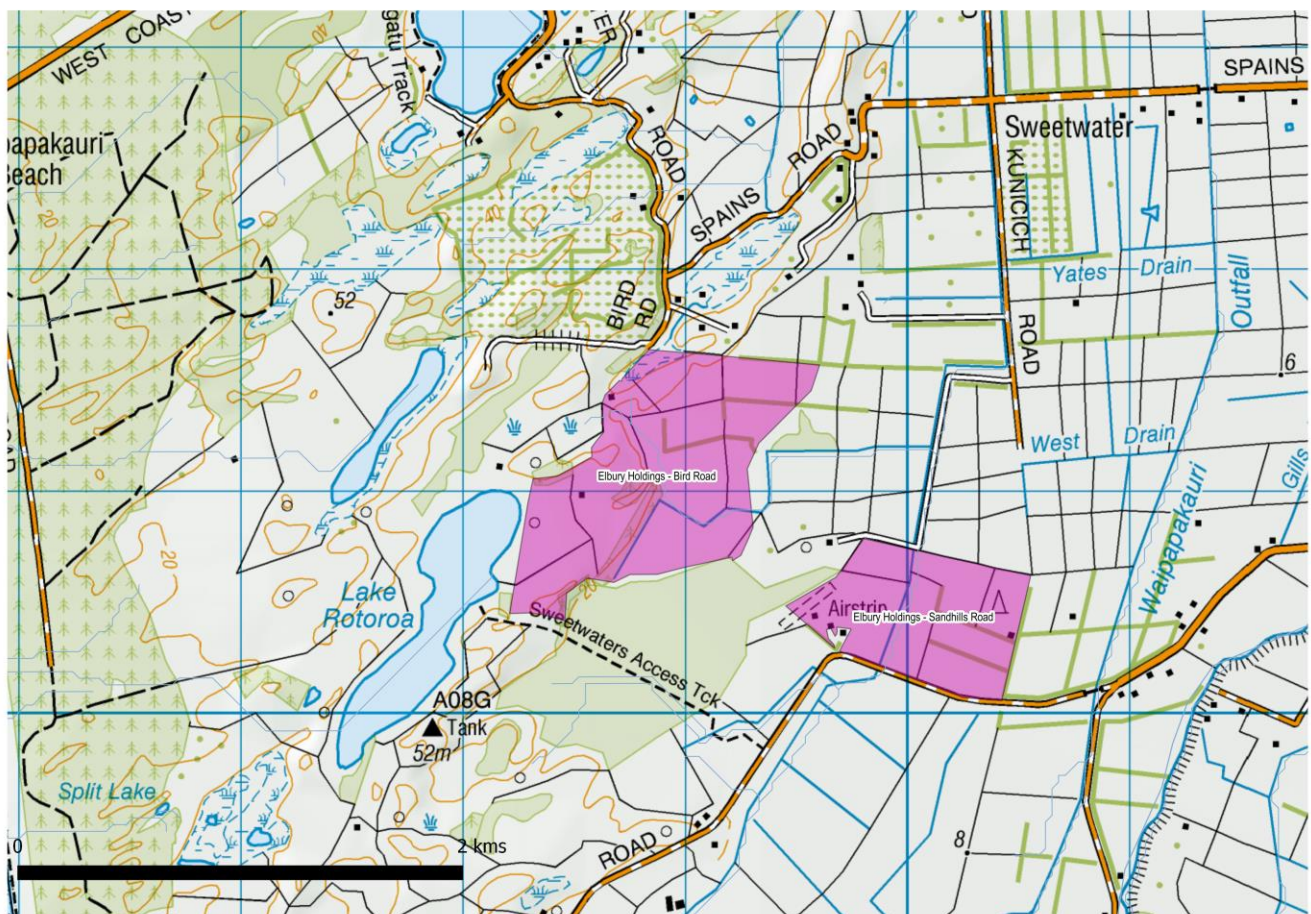 WEST COAST
gatu Track
ROAD
SPAINS
ROAD
SPAINS
Sweetwater
KUNICICH
ROAD
papakauri
Beach
52
BIRD
RD
Yates Drain
Outfall
6
West Drain
Waipapakauri
Gills
20
20
40
20
Elbury Holdings - Bird Road
Lake
Rotoroa
Airstrip
Elbury Holdings - Sandhills Road
Sweetwaters Access Tck
A08G
Tank
52m
Split Lake
0
2 kms
ROAD
8